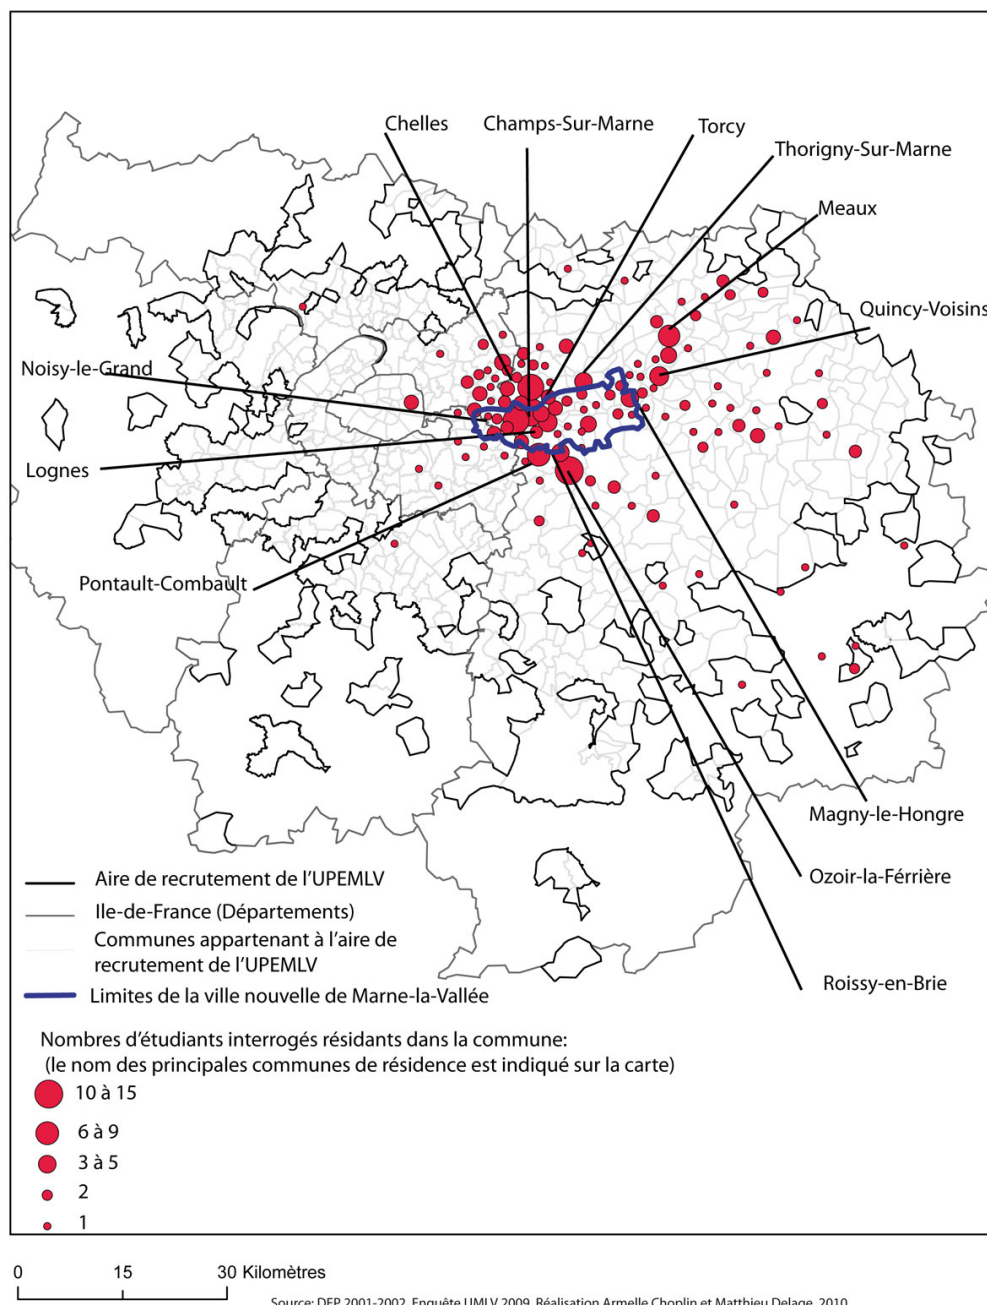 Chelles
Champs-Sur-Marne
Torcy
Thorigny-Sur-Marne
Meaux
Quincy-Voisins
Noisy-le-Grand
Lognes
Pontault-Combault
Magny-le-Hongre
Ozoir-la-Férrière
Roissy-en-Brie
Aire de recrutement de l'UPEMLV
Ile-de-France (Départements)
Communes appartenant à l'aire de
recrutement de l'UPEMLV
Limites de la ville nouvelle de Marne-la-Vallée
Nombres d'étudiants interrogés résidants dans la commune:
(le nom des principales communes de résidence est indiqué sur la carte)
10 à 15
6 à 9
3 à 5
2
1
0 15 30 Kilomètres
Source: DEP 2001-2002, Enquête UMLV 2009, Réalisation Armelle Choplin et Matthieu Delage, 2010